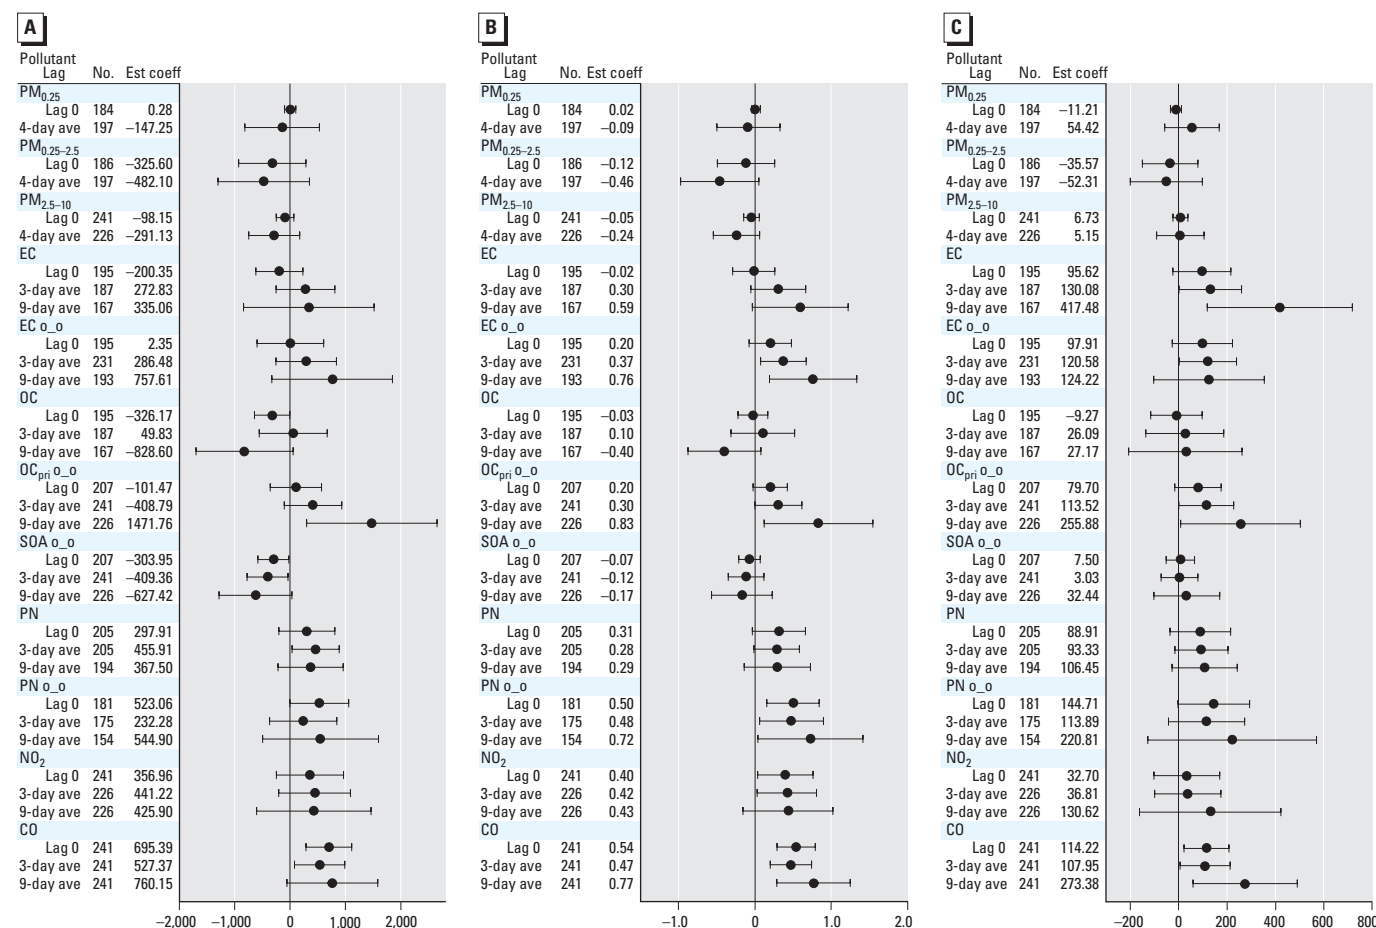 A
Pollutant
Lag No. Est coeff
PM0.25
Lag 0 184 0.28
4-day ave 197 –147.25
PM0.25–2.5
Lag 0 186 –325.60
4-day ave 197 –482.10
PM2.5–10
Lag 0 241 –98.15
4-day ave 226 –291.13
EC
Lag 0 195 –200.35
3-day ave 187 272.83
9-day ave 167 335.06
EC o_o
Lag 0 195 2.35
3-day ave 231 286.48
9-day ave 193 757.61
OC
Lag 0 195 –326.17
3-day ave 187 49.83
9-day ave 167 –828.60
OCpri o_o
Lag 0 207 –101.47
3-day ave 241 –408.79
9-day ave 226 1471.76
SOA o_o
Lag 0 207 –303.95
3-day ave 241 –409.36
9-day ave 226 –627.42
PN
Lag 0 205 297.91
3-day ave 205 455.91
9-day ave 194 367.50
PN o_o
Lag 0 181 523.06
3-day ave 175 232.28
9-day ave 154 544.90
NO2
Lag 0 241 356.96
3-day ave 226 441.22
9-day ave 226 425.90
CO
Lag 0 241 695.39
3-day ave 241 527.37
9-day ave 241 760.15
–2,000 –1,000 0 1,000 2,000
B
Pollutant
Lag No. Est coeff
PM0.25
Lag 0 184 0.02
4-day ave 197 –0.09
PM0.25–2.5
Lag 0 186 –0.12
4-day ave 197 –0.46
PM2.5–10
Lag 0 241 –0.05
4-day ave 226 –0.24
EC
Lag 0 195 –0.02
3-day ave 187 0.30
9-day ave 167 0.59
EC o_o
Lag 0 195 0.20
3-day ave 231 0.37
9-day ave 193 0.76
OC
Lag 0 195 –0.03
3-day ave 187 0.10
9-day ave 167 –0.40
OCpri o_o
Lag 0 207 0.20
3-day ave 241 0.30
9-day ave 226 0.83
SOA o_o
Lag 0 207 –0.07
3-day ave 241 –0.12
9-day ave 226 –0.17
PN
Lag 0 205 0.31
3-day ave 205 0.28
9-day ave 194 0.29
PN o_o
Lag 0 181 0.50
3-day ave 175 0.48
9-day ave 154 0.72
NO2
Lag 0 241 0.40
3-day ave 226 0.42
9-day ave 226 0.43
CO
Lag 0 241 0.54
3-day ave 241 0.47
9-day ave 241 0.77
–1.0 0 1.0 2.0
C
Pollutant
Lag No. Est coeff
PM0.25
Lag 0 184 –11.21
4-day ave 197 54.42
PM0.25–2.5
Lag 0 186 –35.57
4-day ave 197 –52.31
PM2.5–10
Lag 0 241 6.73
4-day ave 226 5.15
EC
Lag 0 195 95.62
3-day ave 187 130.08
9-day ave 167 417.48
EC o_o
Lag 0 195 97.91
3-day ave 231 120.58
9-day ave 193 124.22
OC
Lag 0 195 –9.27
3-day ave 187 26.09
9-day ave 167 27.17
OCpri o_o
Lag 0 207 79.70
3-day ave 241 113.52
9-day ave 226 255.88
SOA o_o
Lag 0 207 7.50
3-day ave 241 3.03
9-day ave 226 32.44
PN
Lag 0 205 88.91
3-day ave 205 93.33
9-day ave 194 106.45
PN o_o
Lag 0 181 144.71
3-day ave 175 113.89
9-day ave 154 220.81
NO2
Lag 0 241 32.70
3-day ave 226 36.81
9-day ave 226 130.62
CO
Lag 0 241 114.22
3-day ave 241 107.95
9-day ave 241 273.38
–200 0 200 400 600 800